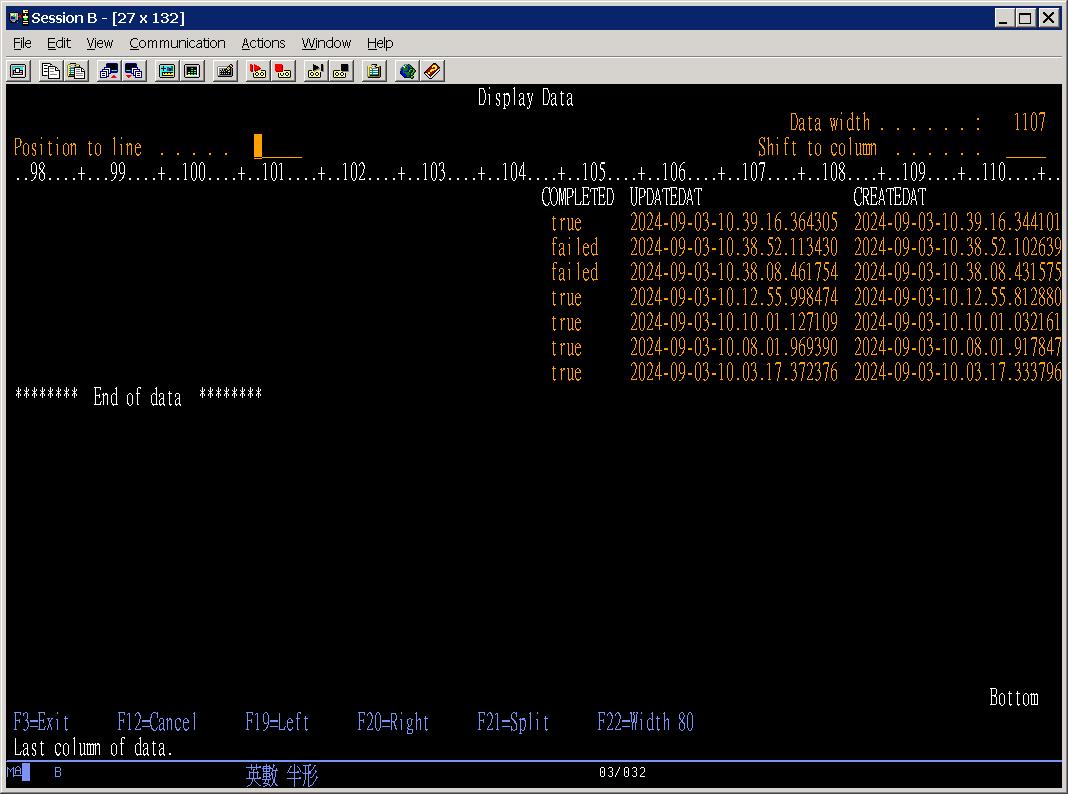 Session B - [27 x 132]
File Edit View Communication Actions Window Help
Display Data
Data width . . . . . . : 1107
Position to line . . . . . Shift to column . . . . . .
..98....+...99....+..100....+..101....+..102....+..103....+..104....+..105....+..106....+..107....+..108....+..109....+..110....+..
COMPLETED UPDATEDAT CREATEDAT
true 2024-09-03-10.39.16.364305 2024-09-03-10.39.16.344101
failed 2024-09-03-10.38.52.113430 2024-09-03-10.38.52.102639
failed 2024-09-03-10.38.08.461754 2024-09-03-10.38.08.431575
true 2024-09-03-10.12.55.998474 2024-09-03-10.12.55.812880
true 2024-09-03-10.10.01.127109 2024-09-03-10.10.01.032161
true 2024-09-03-10.08.01.969390 2024-09-03-10.08.01.917847
true 2024-09-03-10.03.17.372376 2024-09-03-10.03.17.333796
******** End of data ********
Bottom
F3=Exit F12=Cancel F19=Left F20=Right F21=Split F22=Width 80
Last column of data.
MA B 英數 半形 03/032